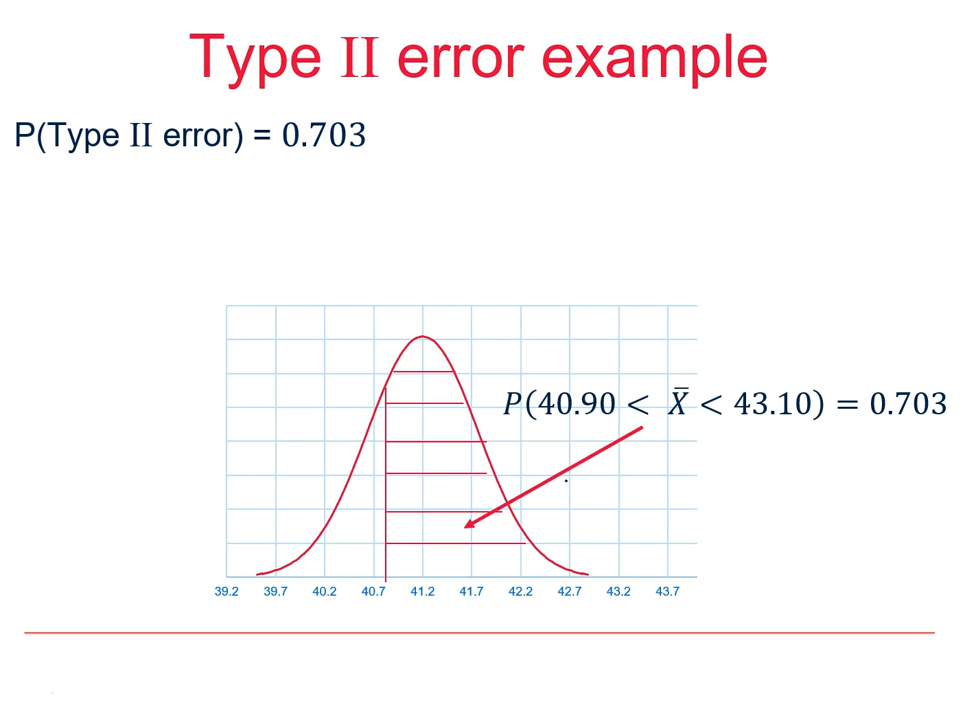 Type II error example
P(Type II error) = 0.703
P(40.90 < X̄ < 43.10) = 0.703
.
39.2 39.7 40.2 40.7 41.2 41.7 42.2 42.7 43.2 43.7